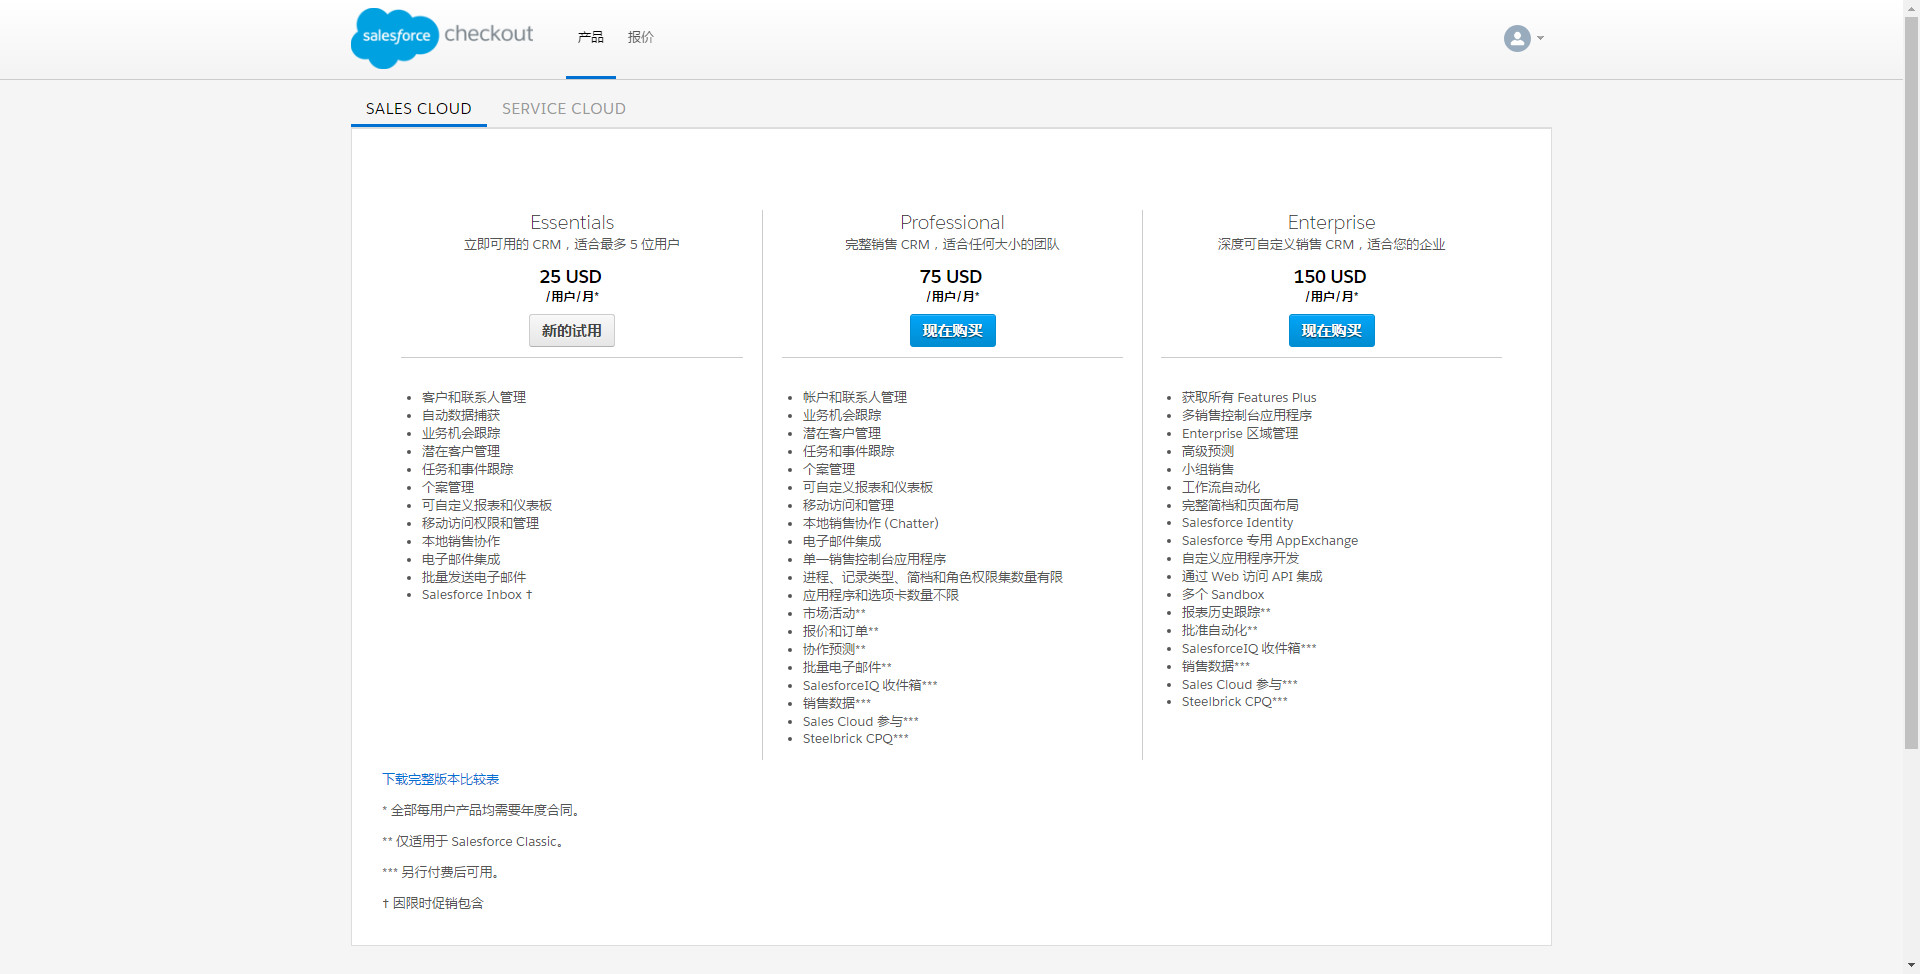 salesforce checkout
产品 报价
SALES CLOUD SERVICE CLOUD
Essentials
立即可用的 CRM，适合最多 5 位用户
25 USD
/用户/月*
新的试用
客户和联系人管理
自动数据捕获
业务机会跟踪
潜在客户管理
任务和事件跟踪
个案管理
可自定义报表和仪表板
移动访问权限和管理
本地销售协作
电子邮件集成
批量发送电子邮件
Salesforce Inbox †
Professional
完整销售 CRM，适合任何大小的团队
75 USD
/用户/月*
现在购买
帐户和联系人管理
业务机会跟踪
潜在客户管理
任务和事件跟踪
个案管理
可自定义报表和仪表板
移动访问和管理
本地销售协作 (Chatter)
电子邮件集成
单一销售控制台应用程序
进程、记录类型、简档和角色权限集数量有限
应用程序和选项卡数量不限
市场活动**
报价和订单**
协作预测**
批量电子邮件**
SalesforceIQ 收件箱***
销售数据***
Sales Cloud 参与***
Steelbrick CPQ***
Enterprise
深度可自定义销售 CRM，适合您的企业
150 USD
/用户/月*
现在购买
获取所有 Features Plus
多销售控制台应用程序
Enterprise 区域管理
高级预测
小组销售
工作流自动化
完整简档和页面布局
Salesforce Identity
Salesforce 专用 AppExchange
自定义应用程序开发
通过 Web 访问 API 集成
多个 Sandbox
报表历史跟踪**
批准自动化**
SalesforceIQ 收件箱***
销售数据***
Sales Cloud 参与***
Steelbrick CPQ***
下载完整版本比较表
* 全部每用户产品均需要年度合同。
** 仅适用于 Salesforce Classic。
*** 另行付费后可用。
† 因限时促销包含